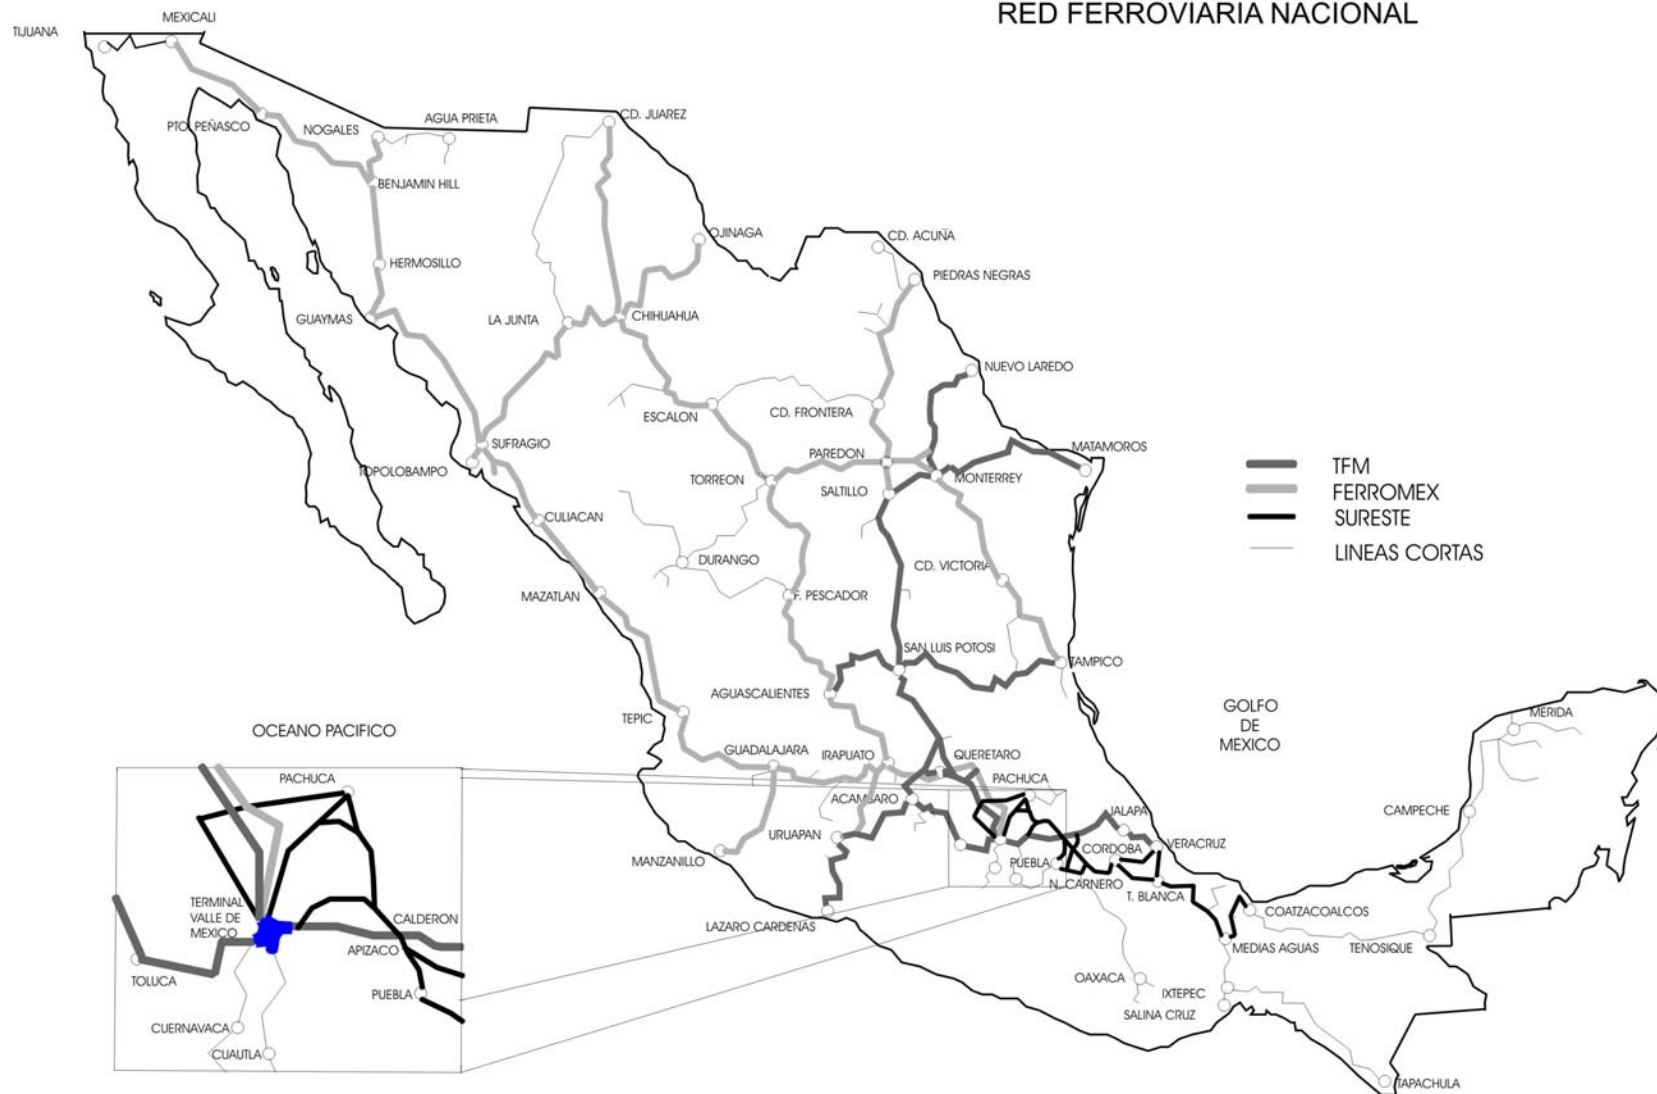 RED FERROVIARIA NACIONAL
MEXICALI
TIJUANA
PTO. PEÑASCO
NOGALES
AGUA PRIETA
CD. JUAREZ
BENJAMIN HILL
OJINAGA
CD. ACUÑA
HERMOSILLO
PIEDRAS NEGRAS
GUAYMAS
LA JUNTA
CHIHUAHUA
NUEVO LAREDO
ESCALON
CD. FRONTERA
SUFRAGIO
PAREDON
MATAMOROS
TOPOLOBAMPO
TORREON
SALTILLO
MONTERREY
TFM
FERROMEX
SURESTE
LINEAS CORTAS
CULIACAN
DURANGO
CD. VICTORIA
MAZATLAN
F. PESCADOR
SAN LUIS POTOSI
TAMPICO
AGUASCALIENTES
TEPIC
GOLFO
DE
MEXICO
MERIDA
OCEANO PACIFICO
GUADALAJARA
IRAPUATO
QUERETARO
PACHUCA
PACHUCA
ACAMBARO
JALAPA
CAMPECHE
URUAPAN
MANZANILLO
PUEBLA
CORDOBA
VERACRUZ
N. CARNERO
T. BLANCA
TERMINAL
VALLE DE
MEXICO
CALDERON
APIZACO
LAZARO CARDENAS
COATZACOALCOS
MEDIAS AGUAS
TENOSIQUE
TOLUCA
PUEBLA
OAXACA
IXTEPEC
SALINA CRUZ
CUERNAVACA
CUAUTLA
TAPACHULA